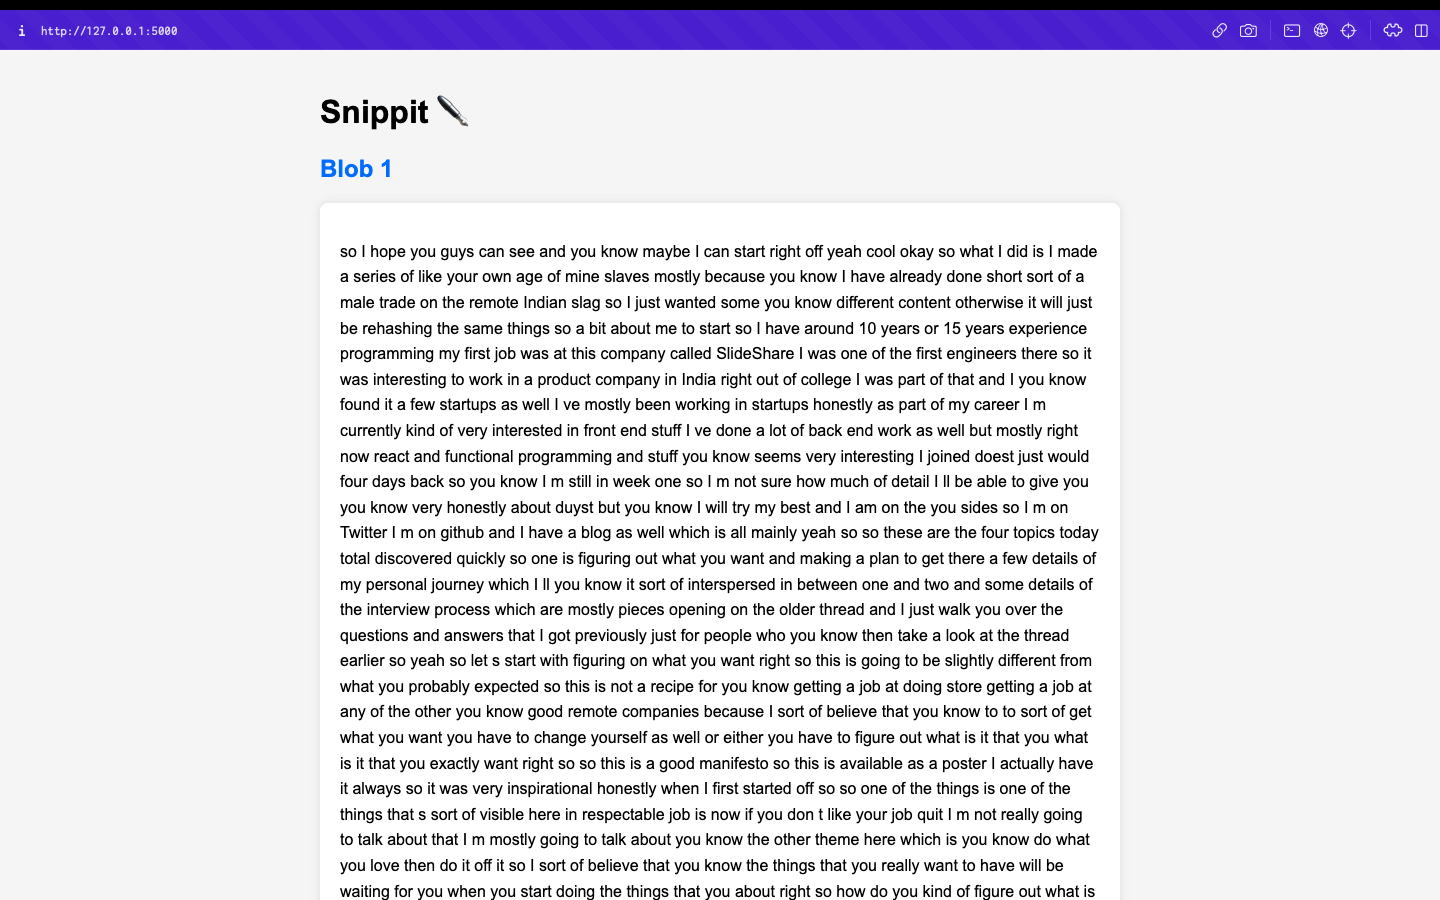 i http://127.0.0.1:5000
Snippit
Blob 1
so I hope you guys can see and you know maybe I can start right off yeah cool okay so what I did is I made
a series of like your own age of mine slaves mostly because you know I have already done short sort of a
male trade on the remote Indian slag so I just wanted some you know different content otherwise it will just
be rehashing the same things so a bit about me to start so I have around 10 years or 15 years experience
programming my first job was at this company called SlideShare I was one of the first engineers there so it
was interesting to work in a product company in India right out of college I was part of that and I you know
found it a few startups as well I ve mostly been working in startups honestly as part of my career I m
currently kind of very interested in front end stuff I ve done a lot of back end work as well but mostly right
now react and functional programming and stuff you know seems very interesting I joined doest just would
four days back so you know I m still in week one so I m not sure how much of detail I ll be able to give you
you know very honestly about duyst but you know I will try my best and I am on the you sides so I m on
Twitter I m on github and I have a blog as well which is all mainly yeah so so these are the four topics today
total discovered quickly so one is figuring out what you want and making a plan to get there a few details of
my personal journey which I ll you know it sort of interspersed in between one and two and some details of
the interview process which are mostly pieces opening on the older thread and I just walk you over the
questions and answers that I got previously just for people who you know then take a look at the thread
earlier so yeah so let s start with figuring on what you want right so this is going to be slightly different from
what you probably expected so this is not a recipe for you know getting a job at doing store getting a job at
any of the other you know good remote companies because I sort of believe that you know to to sort of get
what you want you have to change yourself as well or either you have to figure out what is it that you what
is it that you exactly want right so so this is a good manifesto so this is available as a poster I actually have
it always so it was very inspirational honestly when I first started off so so one of the things is one of the
things that s sort of visible here in respectable job is now if you don t like your job quit I m not really going
to talk about that I m mostly going to talk about you know the other theme here which is you know do what
you love then do it off it so I sort of believe that you know the things that you really want to have will be
waiting for you when you start doing the things that you about right so how do you kind of figure out what is